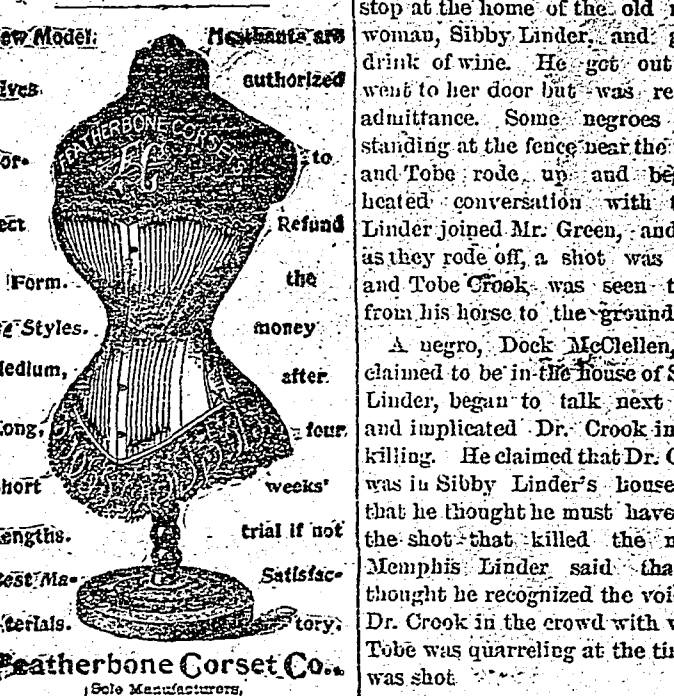 New Model.
FEATHERBONE CORSE
F C
Form.
Styles.
Medium,
Long,
Short
Lengths.
Best Ma-
terials.
Merchants are
authorized
to
Refund
the
money
after
four
weeks'
trial if not
Satisfac-
tory.
Featherbone Corset Co.,
Sole Manufacturers,
stop at the home of the old
woman, Sibby Linder, and
drink of wine. He got out
went to her door but was re
admittance. Some negroes
standing at the fence near the
and Tobe rode up and be
heated conversation with
Linder joined Mr. Green, and
as they rode off, a shot was
and Tobe Crook was seen t
from his horse to the ground
A negro, Dock McClellen,
claimed to be in the house of S
Linder, began to talk next
and implicated Dr. Crook in
killing. He claimed that Dr. C
was in Sibby Linder's house
that he thought he must have
the shot that killed the m
Memphis Linder said tha
thought he recognized the voi
Dr. Crook in the crowd with w
Tobe was quarreling at the ti
was shot